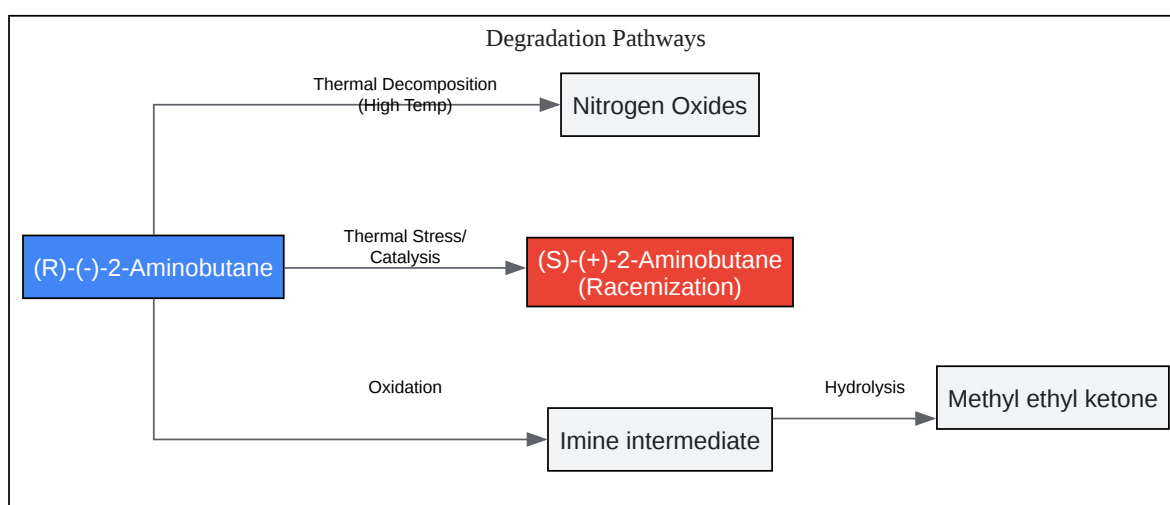 Degradation Pathways
Thermal Decomposition
(High Temp)
Nitrogen Oxides
(R)-(-)-2-Aminobutane
Thermal Stress/
Catalysis
(S)-(+)-2-Aminobutane
(Racemization)
Oxidation
Imine intermediate
Hydrolysis
Methyl ethyl ketone